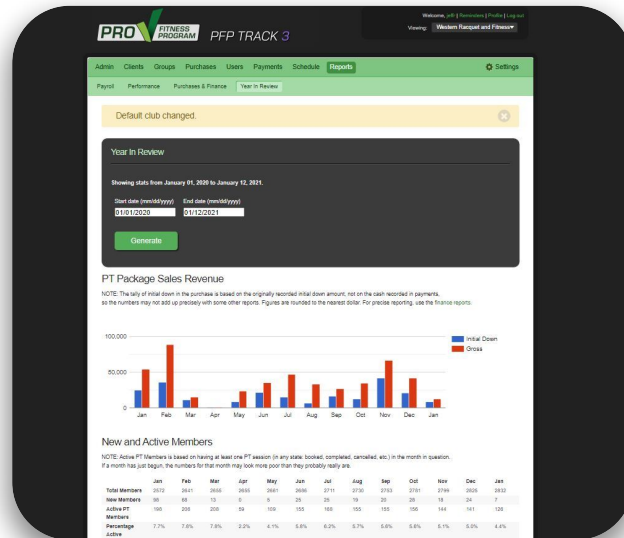 PRO FITNESS PROGRAM PFP TRACK 3
Welcome, jeff | Reminders | Profile | Log out
Viewing: Western Racquet and Fitness▾
Admin Clients Groups Purchases Users Payments Schedule Reports Settings
Payroll Performance Purchases & Finance Year In Review
Default club changed.
Year In Review
Showing stats from January 01, 2020 to January 12, 2021.
Start date (mm/dd/yyyy) End date (mm/dd/yyyy)
01/01/2020 01/12/2021
Generate
PT Package Sales Revenue
NOTE: The tally of initial down in the purchase is based on the originally recorded initial down amount, not on the cash recorded in payments,
so the numbers may not add up precisely with some other reports. Figures are rounded to the nearest dollar. For precise reporting, use the finance reports.
100,000
50,000
0
Initial Down
Gross
Jan Feb Mar Apr May Jun Jul Aug Sep Oct Nov Dec Jan
New and Active Members
NOTE: Active PT Members is based on having at least one PT session (in any state: booked, completed, cancelled, etc.) in the month in question.
If a month has just begun, the numbers for that month may look more poor than they probably really are.
Jan Feb Mar Apr May Jun Jul Aug Sep Oct Nov Dec Jan
Total Members 2572 2641 2655 2655 2661 2686 2711 2730 2753 2781 2799 2825 2832
New Members 13 0 25 25 19 20 28 18 24 7
Active PT Members 198 206 209 59 109 155 168 155 155 156 144 141 126
Percentage Active 7.7% 7.8% 7.9% 2.2% 4.1% 5.8% 6.2% 5.7% 5.6% 5.6% 5.1% 5.0% 4.4%